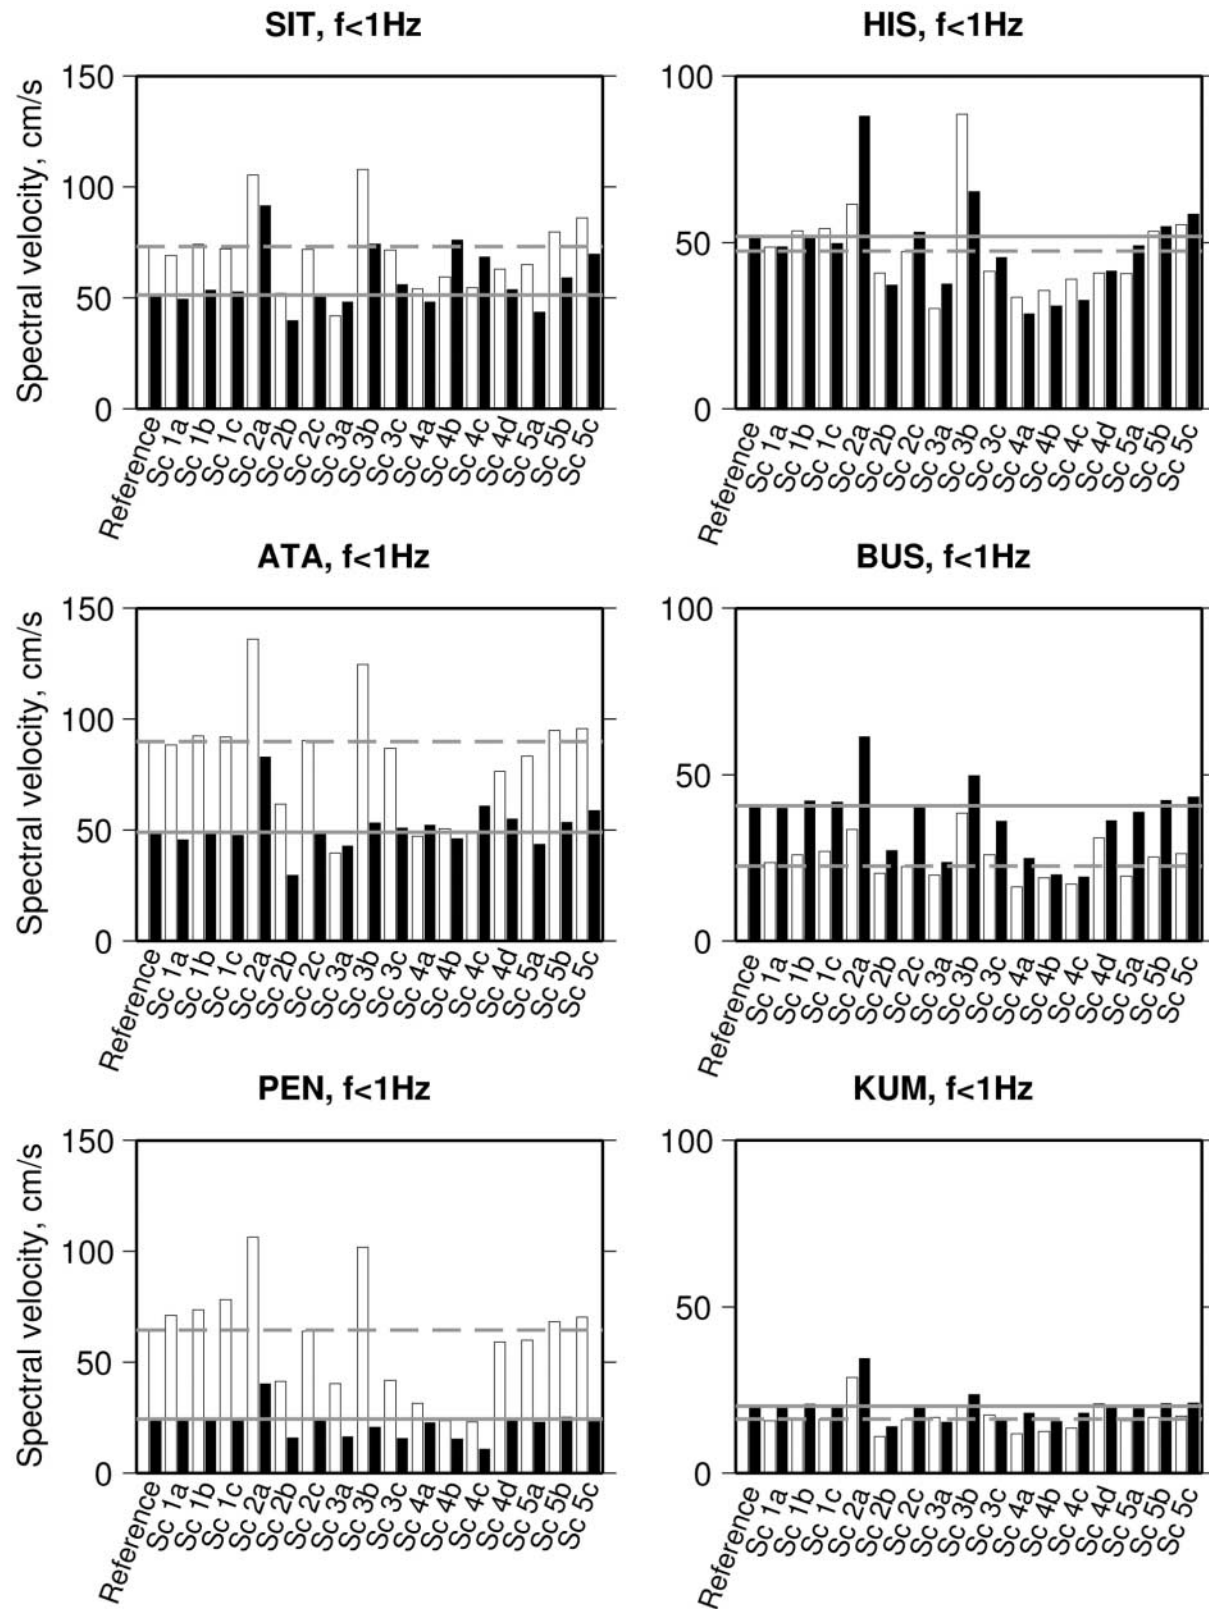 SIT, f<1Hz
Spectral velocity, cm/s
150
100
50
0
Reference
Sc 1a
Sc 1b
Sc 1c
Sc 2a
Sc 2b
Sc 2c
Sc 3a
Sc 3b
Sc 3c
Sc 4a
Sc 4b
Sc 4c
Sc 4d
Sc 5a
Sc 5b
Sc 5c
HIS, f<1Hz
100
50
0
Reference
Sc 1a
Sc 1b
Sc 1c
Sc 2a
Sc 2b
Sc 2c
Sc 3a
Sc 3b
Sc 3c
Sc 4a
Sc 4b
Sc 4c
Sc 4d
Sc 5a
Sc 5b
Sc 5c
ATA, f<1Hz
Spectral velocity, cm/s
150
100
50
0
Reference
Sc 1a
Sc 1b
Sc 1c
Sc 2a
Sc 2b
Sc 2c
Sc 3a
Sc 3b
Sc 3c
Sc 4a
Sc 4b
Sc 4c
Sc 4d
Sc 5a
Sc 5b
Sc 5c
BUS, f<1Hz
100
50
0
Reference
Sc 1a
Sc 1b
Sc 1c
Sc 2a
Sc 2b
Sc 2c
Sc 3a
Sc 3b
Sc 3c
Sc 4a
Sc 4b
Sc 4c
Sc 4d
Sc 5a
Sc 5b
Sc 5c
PEN, f<1Hz
Spectral velocity, cm/s
150
100
50
0
Reference
Sc 1a
Sc 1b
Sc 1c
Sc 2a
Sc 2b
Sc 2c
Sc 3a
Sc 3b
Sc 3c
Sc 4a
Sc 4b
Sc 4c
Sc 4d
Sc 5a
Sc 5b
Sc 5c
KUM, f<1Hz
100
50
0
Reference
Sc 1a
Sc 1b
Sc 1c
Sc 2a
Sc 2b
Sc 2c
Sc 3a
Sc 3b
Sc 3c
Sc 4a
Sc 4b
Sc 4c
Sc 4d
Sc 5a
Sc 5b
Sc 5c